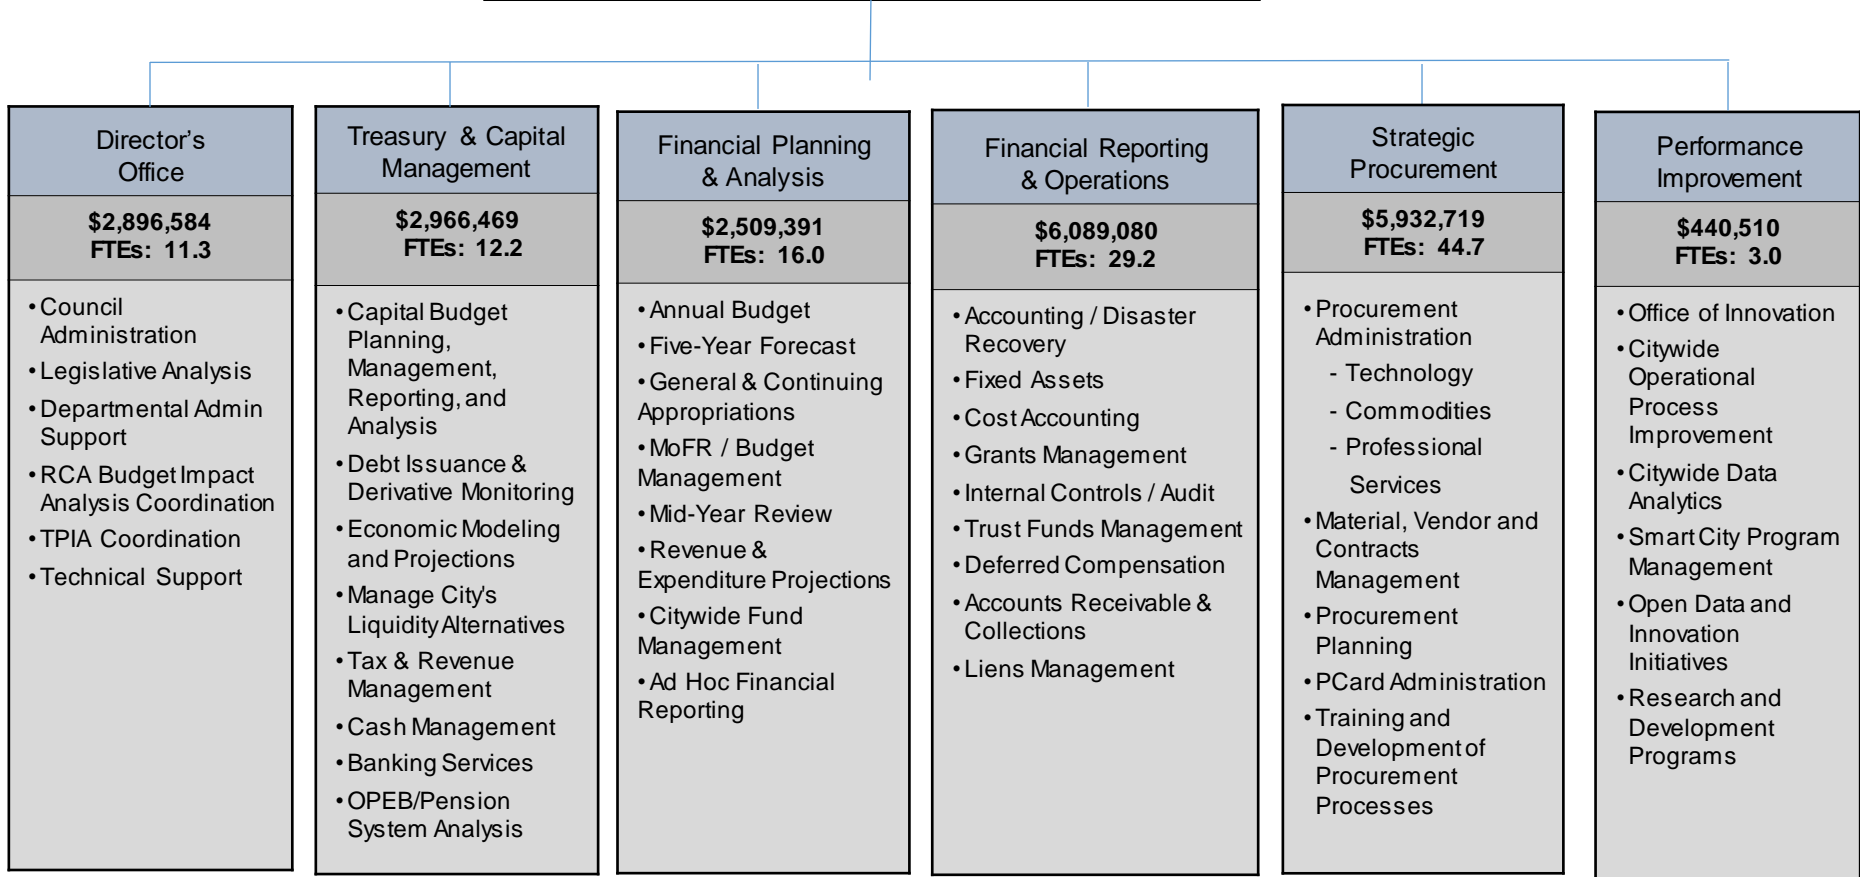 Director's
Office
$2,896,584
FTEs: 11.3
•Council
Administration
•Legislative Analysis
•Departmental Admin
Support
•RCA Budget Impact
Analysis Coordination
•TPIA Coordination
•Technical Support
Treasury & Capital
Management
$2,966,469
FTEs: 12.2
•Capital Budget
Planning,
Management,
Reporting, and
Analysis
•Debt Issuance &
Derivative Monitoring
•Economic Modeling
and Projections
•Manage City's
Liquidity Alternatives
•Tax & Revenue
Management
•Cash Management
•Banking Services
•OPEB/Pension
System Analysis
Financial Planning
& Analysis
$2,509,391
FTEs: 16.0
•Annual Budget
•Five-Year Forecast
•General & Continuing
Appropriations
•MoFR / Budget
Management
•Mid-Year Review
•Revenue &
Expenditure Projections
•Citywide Fund
Management
•Ad Hoc Financial
Reporting
Financial Reporting
& Operations
$6,089,080
FTEs: 29.2
•Accounting / Disaster
Recovery
•Fixed Assets
•Cost Accounting
•Grants Management
•Internal Controls / Audit
•Trust Funds Management
•Deferred Compensation
•Accounts Receivable &
Collections
•Liens Management
Strategic
Procurement
$5,932,719
FTEs: 44.7
•Procurement
Administration
- Technology
- Commodities
- Professional
Services
•Material, Vendor and
Contracts
Management
•Procurement
Planning
•PCard Administration
•Training and
Development of
Procurement
Processes
Performance
Improvement
$440,510
FTEs: 3.0
•Office of Innovation
•Citywide
Operational
Process
Improvement
•Citywide Data
Analytics
•Smart City Program
Management
•Open Data and
Innovation
Initiatives
•Research and
Development
Programs